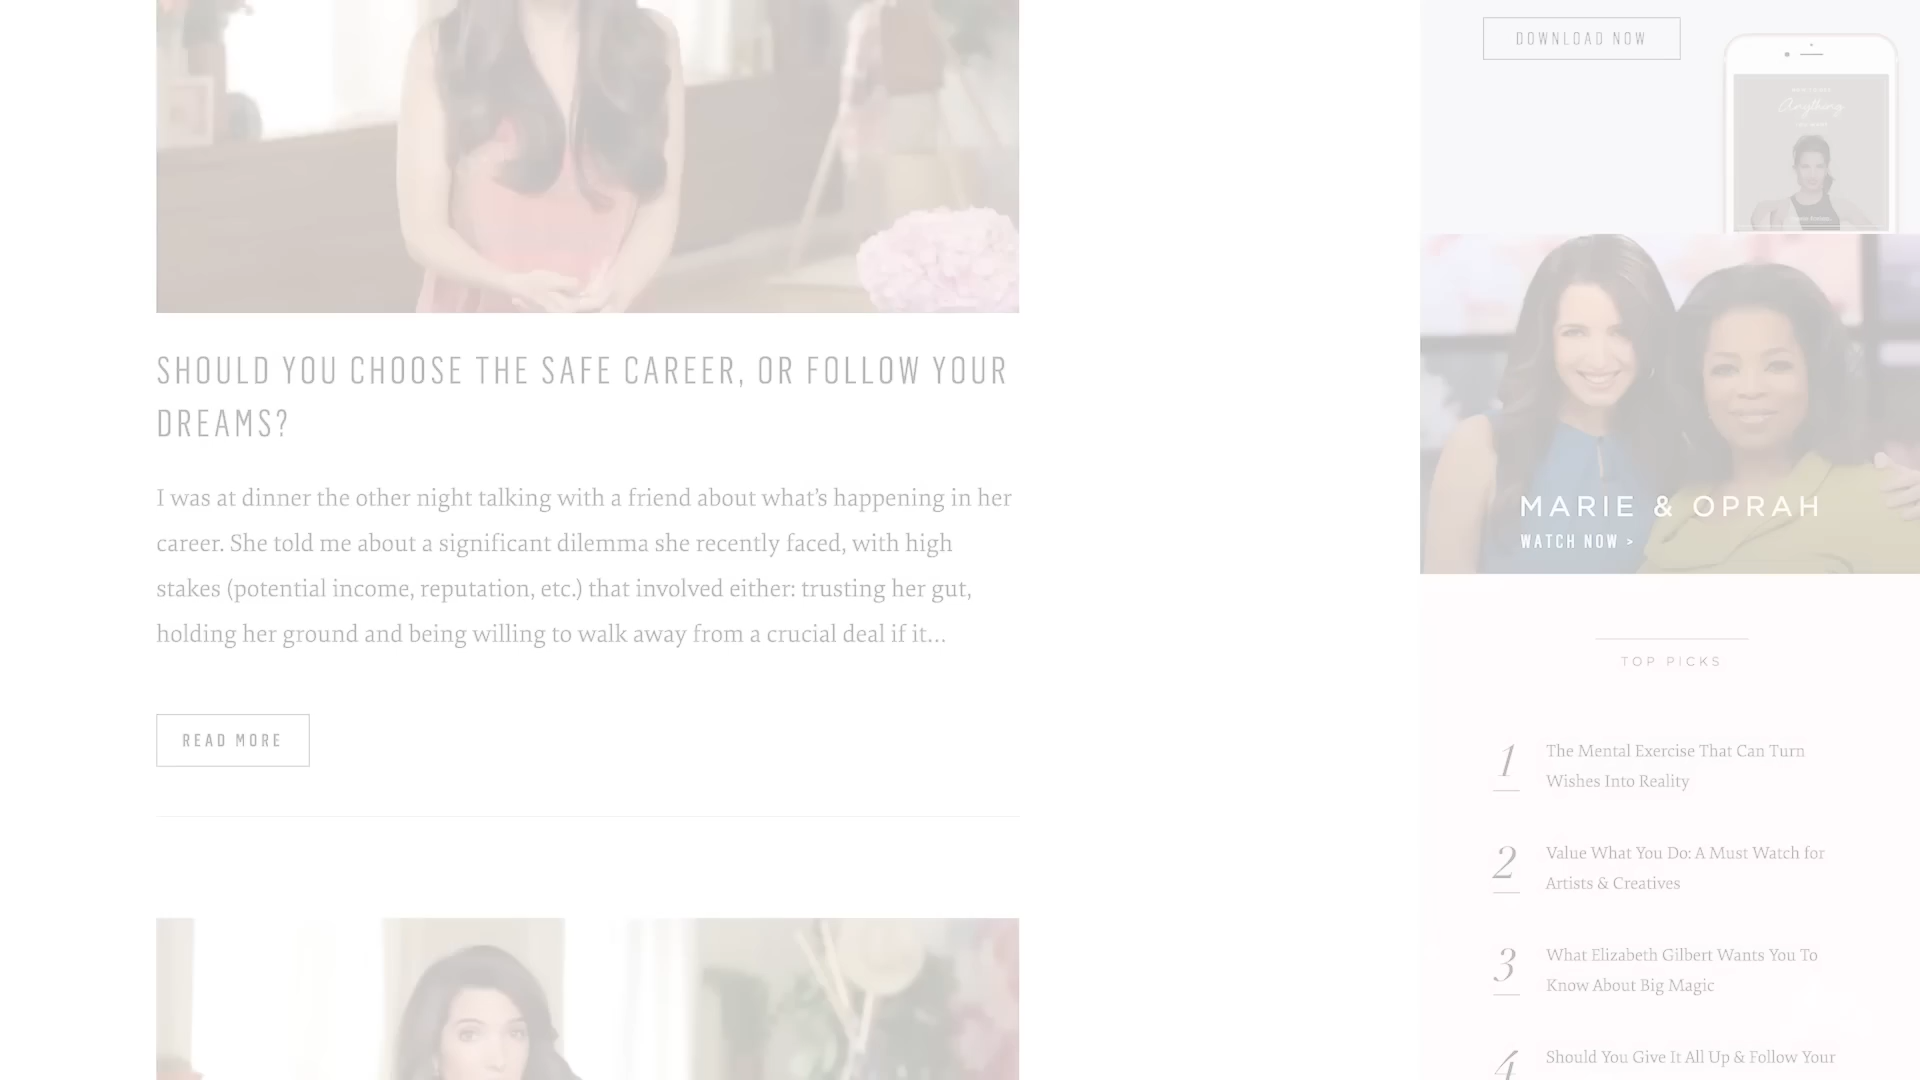 SHOULD YOU CHOOSE THE SAFE CAREER, OR FOLLOW YOUR
DREAMS?
I was at dinner the other night talking with a friend about what’s happening in her
career. She told me about a significant dilemma she recently faced, with high
stakes (potential income, reputation, etc.) that involved either: trusting her gut,
holding her ground and being willing to walk away from a crucial deal if it…
READ MORE
DOWNLOAD NOW
Anything
MARIE & OPRAH
WATCH NOW >
TOP PICKS
1
The Mental Exercise That Can Turn
Wishes Into Reality
2
Value What You Do: A Must Watch for
Artists & Creatives
3
What Elizabeth Gilbert Wants You To
Know About Big Magic
4
Should You Give It All Up & Follow Your